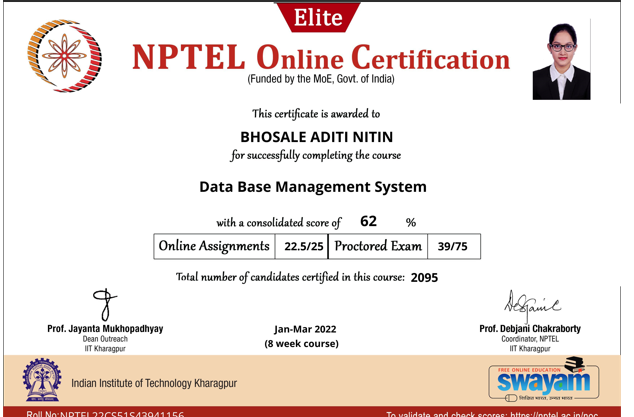 Elite
NPTEL Online Certification
(Funded by the MoE, Govt. of India)
This certificate is awarded to
BHOSALE ADITI NITIN
for successfully completing the course
Data Base Management System
with a consolidated score of 62 %
Online Assignments 22.5/25 Proctored Exam 39/75
Total number of candidates certified in this course: 2095
Prof. Jayanta Mukhopadhyay
Dean Outreach
IIT Kharagpur
Jan-Mar 2022
(8 week course)
Prof. Debjani Chakraborty
Coordinator, NPTEL
IIT Kharagpur
Indian Institute of Technology Kharagpur
FREE ONLINE EDUCATION
swayam
शिक्षित भारत, उन्नत भारत
Roll No:NPTEL22CS51S43941156
To validate and check scores: https://nptel.ac.in/noc